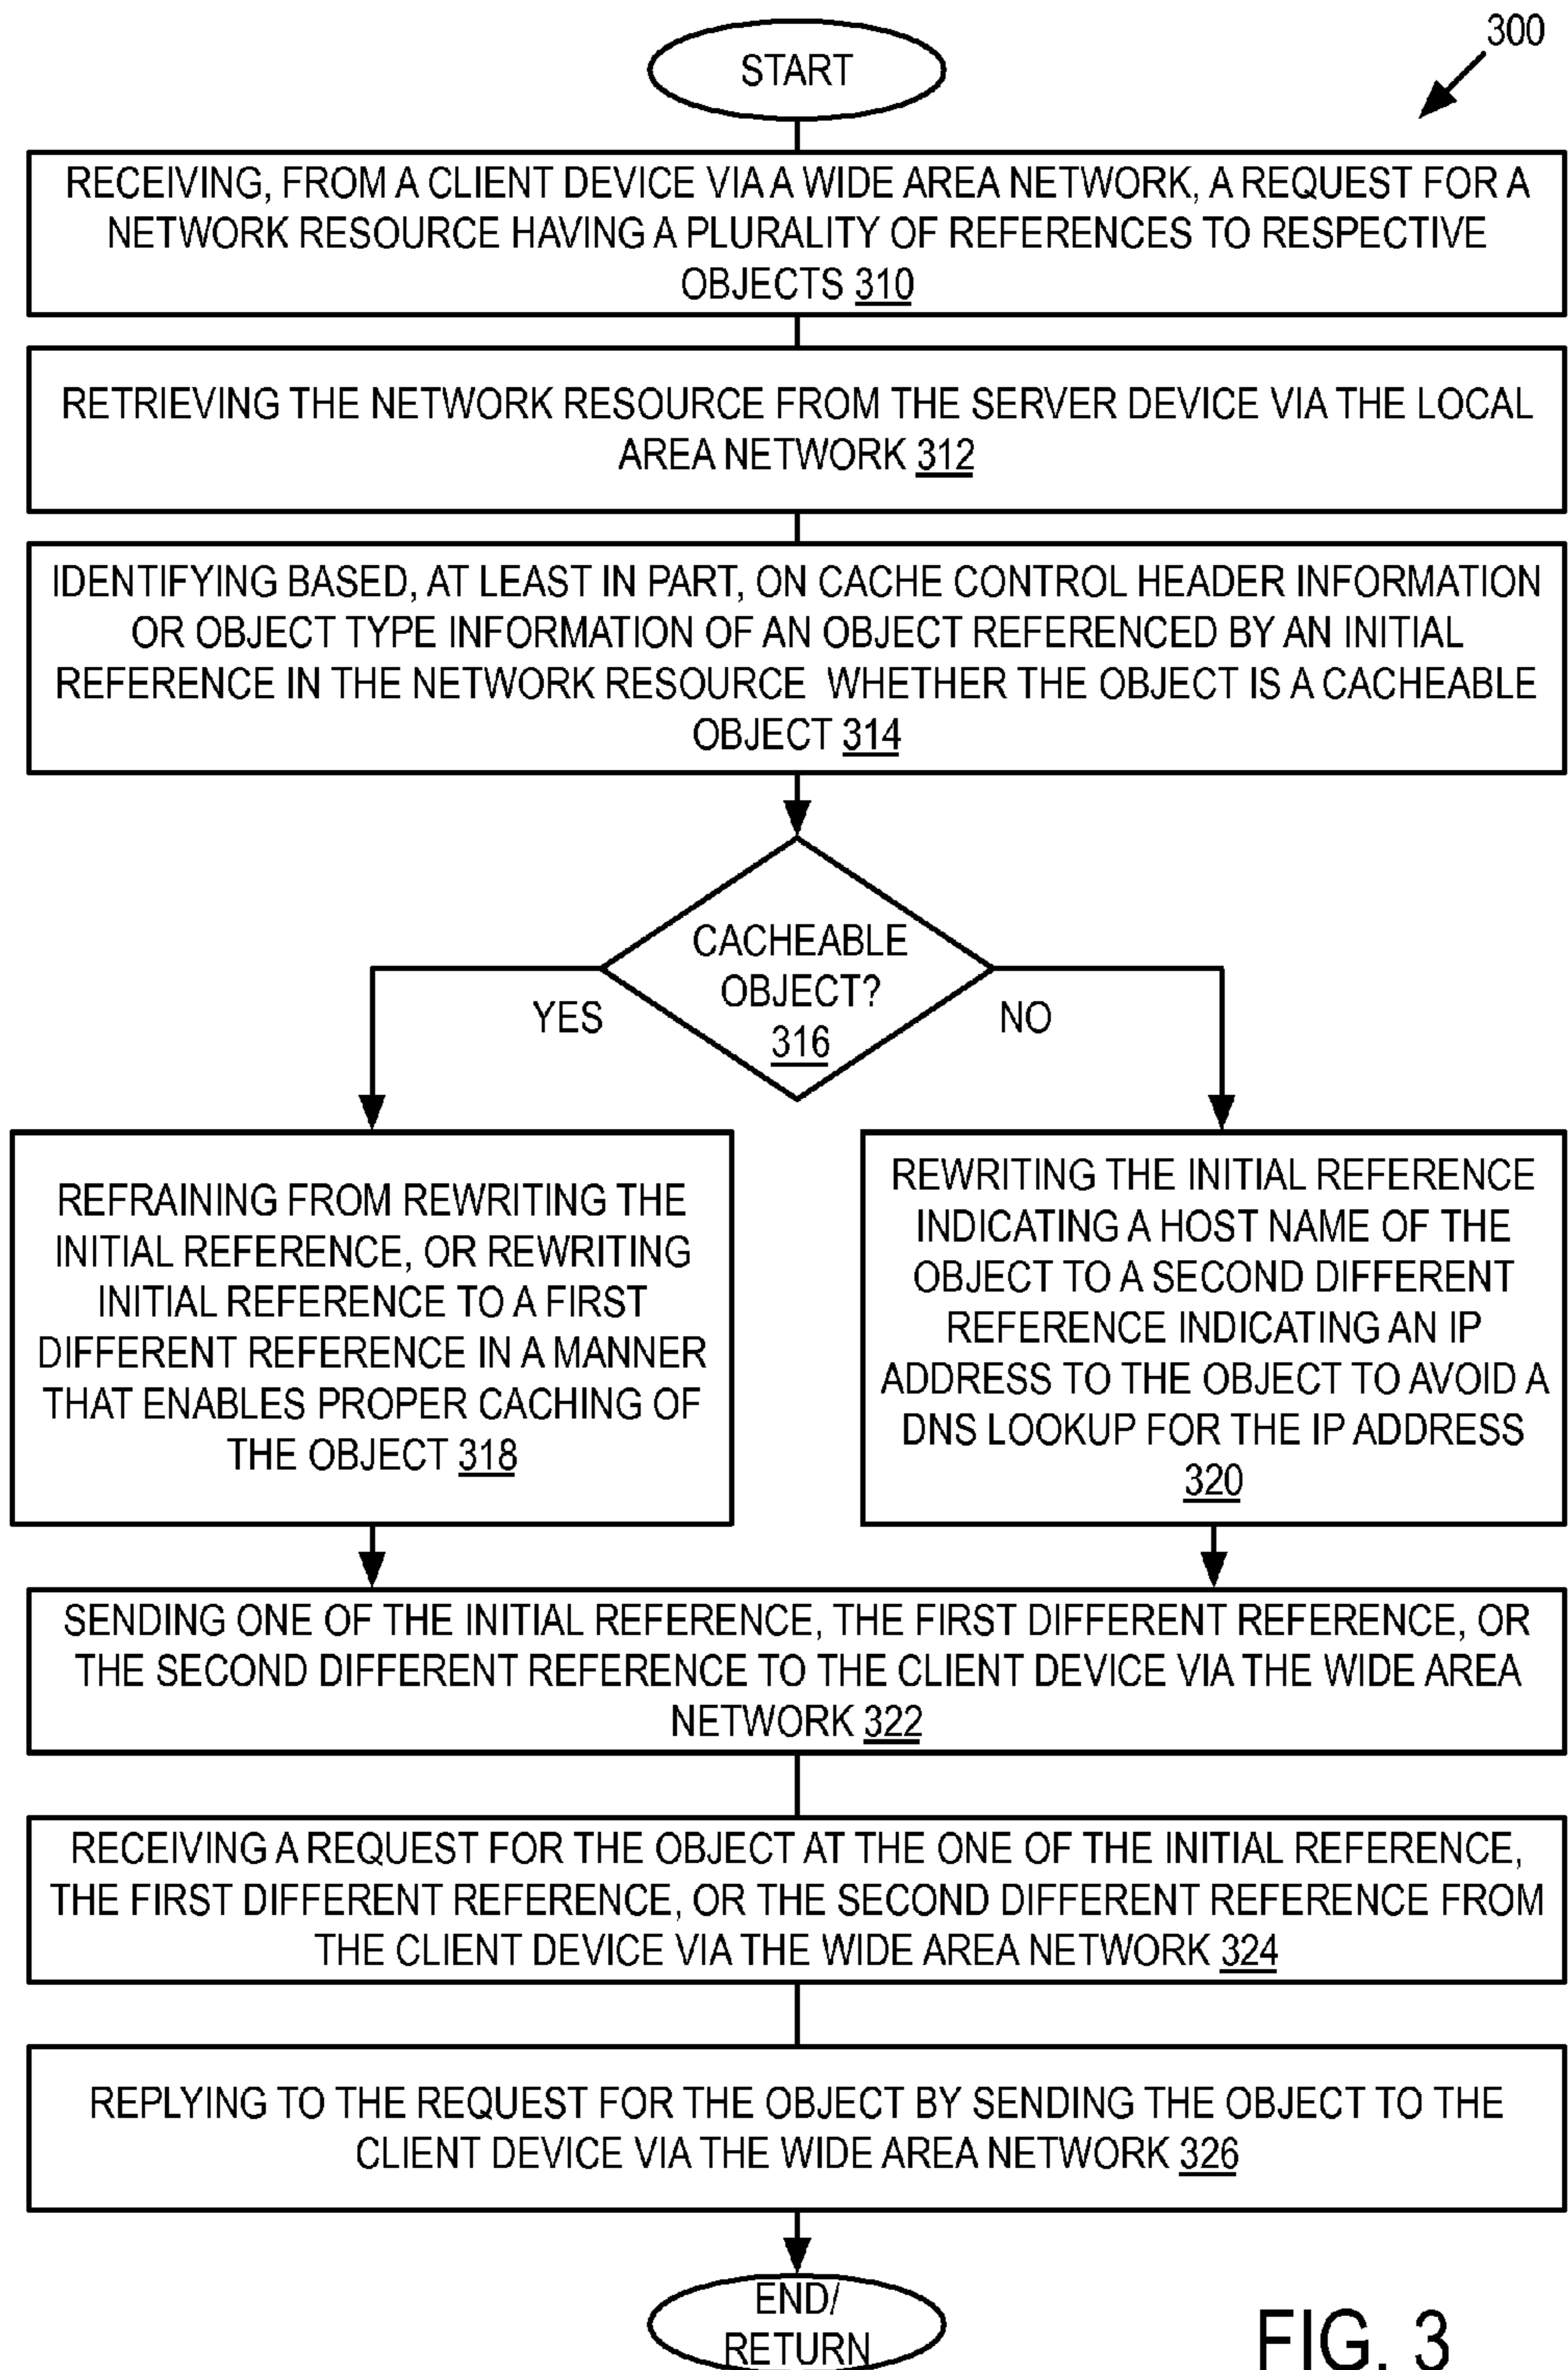 300
START
RECEIVING, FROM A CLIENT DEVICE VIA A WIDE AREA NETWORK, A REQUEST FOR A
NETWORK RESOURCE HAVING A PLURALITY OF REFERENCES TO RESPECTIVE
OBJECTS 310
RETRIEVING THE NETWORK RESOURCE FROM THE SERVER DEVICE VIA THE LOCAL
AREA NETWORK 312
IDENTIFYING BASED, AT LEAST IN PART, ON CACHE CONTROL HEADER INFORMATION
OR OBJECT TYPE INFORMATION OF AN OBJECT REFERENCED BY AN INITIAL
REFERENCE IN THE NETWORK RESOURCE WHETHER THE OBJECT IS A CACHEABLE
OBJECT 314
CACHEABLE
OBJECT?
316
YES
NO
REFRAINING FROM REWRITING THE
INITIAL REFERENCE, OR REWRITING
INITIAL REFERENCE TO A FIRST
DIFFERENT REFERENCE IN A MANNER
THAT ENABLES PROPER CACHING OF
THE OBJECT 318
REWRITING THE INITIAL REFERENCE
INDICATING A HOST NAME OF THE
OBJECT TO A SECOND DIFFERENT
REFERENCE INDICATING AN IP
ADDRESS TO THE OBJECT TO AVOID A
DNS LOOKUP FOR THE IP ADDRESS
320
SENDING ONE OF THE INITIAL REFERENCE, THE FIRST DIFFERENT REFERENCE, OR
THE SECOND DIFFERENT REFERENCE TO THE CLIENT DEVICE VIA THE WIDE AREA
NETWORK 322
RECEIVING A REQUEST FOR THE OBJECT AT THE ONE OF THE INITIAL REFERENCE,
THE FIRST DIFFERENT REFERENCE, OR THE SECOND DIFFERENT REFERENCE FROM
THE CLIENT DEVICE VIA THE WIDE AREA NETWORK 324
REPLYING TO THE REQUEST FOR THE OBJECT BY SENDING THE OBJECT TO THE
CLIENT DEVICE VIA THE WIDE AREA NETWORK 326
END/
RETURN
FIG. 3